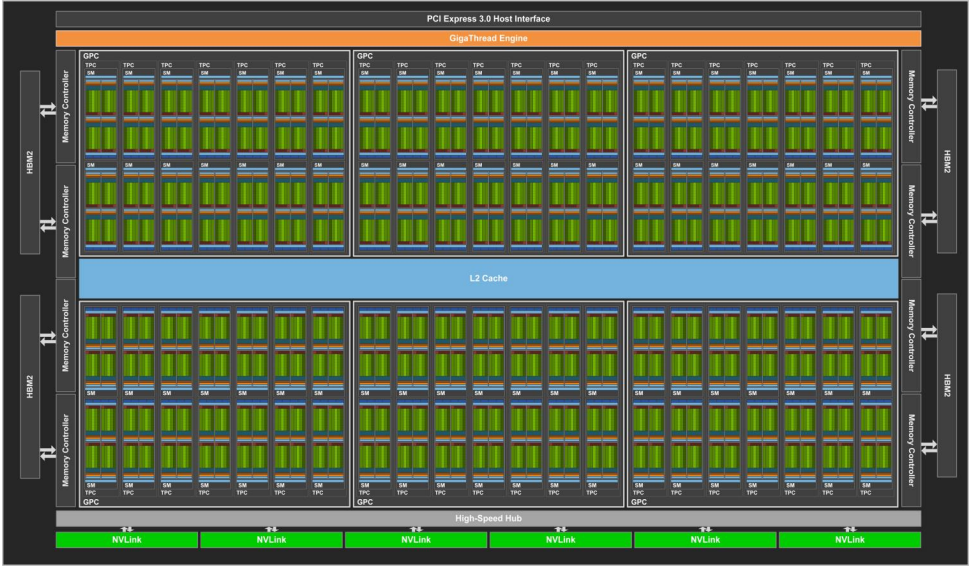 PCI Express 3.0 Host Interface
GigaThread Engine
GPC GPC GPC
TPC TPC TPC TPC TPC TPC TPC TPC TPC TPC TPC TPC TPC TPC TPC TPC TPC TPC TPC TPC TPC
SM SM SM SM SM SM SM SM SM SM SM SM SM SM SM SM SM SM SM SM SM
Memory Controller
Memory Controller
HBM2
HBM2
SM SM SM SM SM SM SM SM SM SM SM SM SM SM SM SM SM SM SM SM SM
Memory Controller
Memory Controller
L2 Cache
Memory Controller
Memory Controller
HBM2
HBM2
SM SM SM SM SM SM SM SM SM SM SM SM SM SM SM SM SM SM SM SM SM
Memory Controller
Memory Controller
SM SM SM SM SM SM SM SM SM SM SM SM SM SM SM SM SM SM SM SM SM
TPC TPC TPC TPC TPC TPC TPC TPC TPC TPC TPC TPC TPC TPC TPC TPC TPC TPC TPC TPC TPC
GPC GPC GPC
High-Speed Hub
NVLink NVLink NVLink NVLink NVLink NVLink